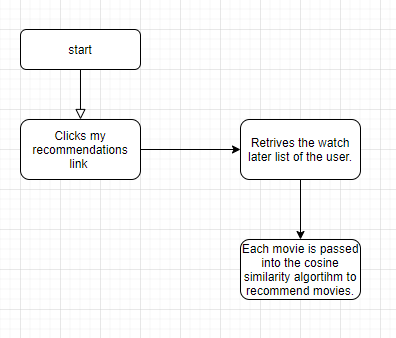 start
Clicks my
recommendations
link
Retrives the watch
later list of the user.
Each movie is passed
into the cosine
similarity algortihm to
recommend movies.